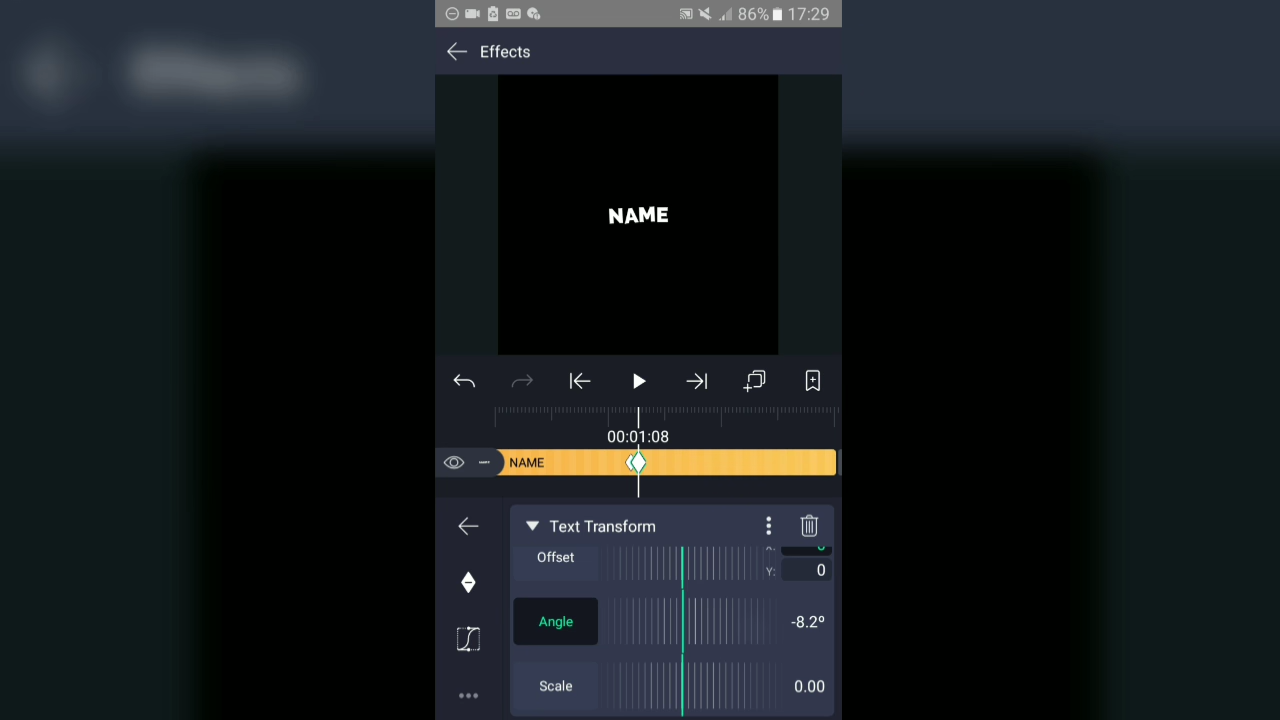 86% 17:29
Effects
NAME
00:01:08
NAME
Text Transform
Offset
Y: 0
Angle -8.2º
Scale 0.00